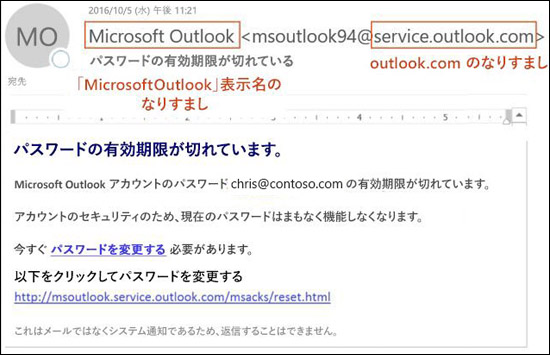 MO
2016/10/5 (水) 午後 11:21
Microsoft Outlook <msoutlook94@service.outlook.com>
パスワードの有効期限が切れている
outlook.com のなりすまし
宛先
「MicrosoftOutlook」表示名の
なりすまし
1 1 2 3 4 5
パスワードの有効期限が切れています。
Microsoft Outlook アカウントのパスワード chris@contoso.com の有効期限が切れています。
アカウントのセキュリティのため、現在のパスワードはまもなく機能しなくなります。
今すぐ パスワードを変更する 必要があります。
以下をクリックしてパスワードを変更する
http://msoutlook.service.outlook.com/msacks/reset.html
これはメールではなくシステム通知であるため、返信することはできません。